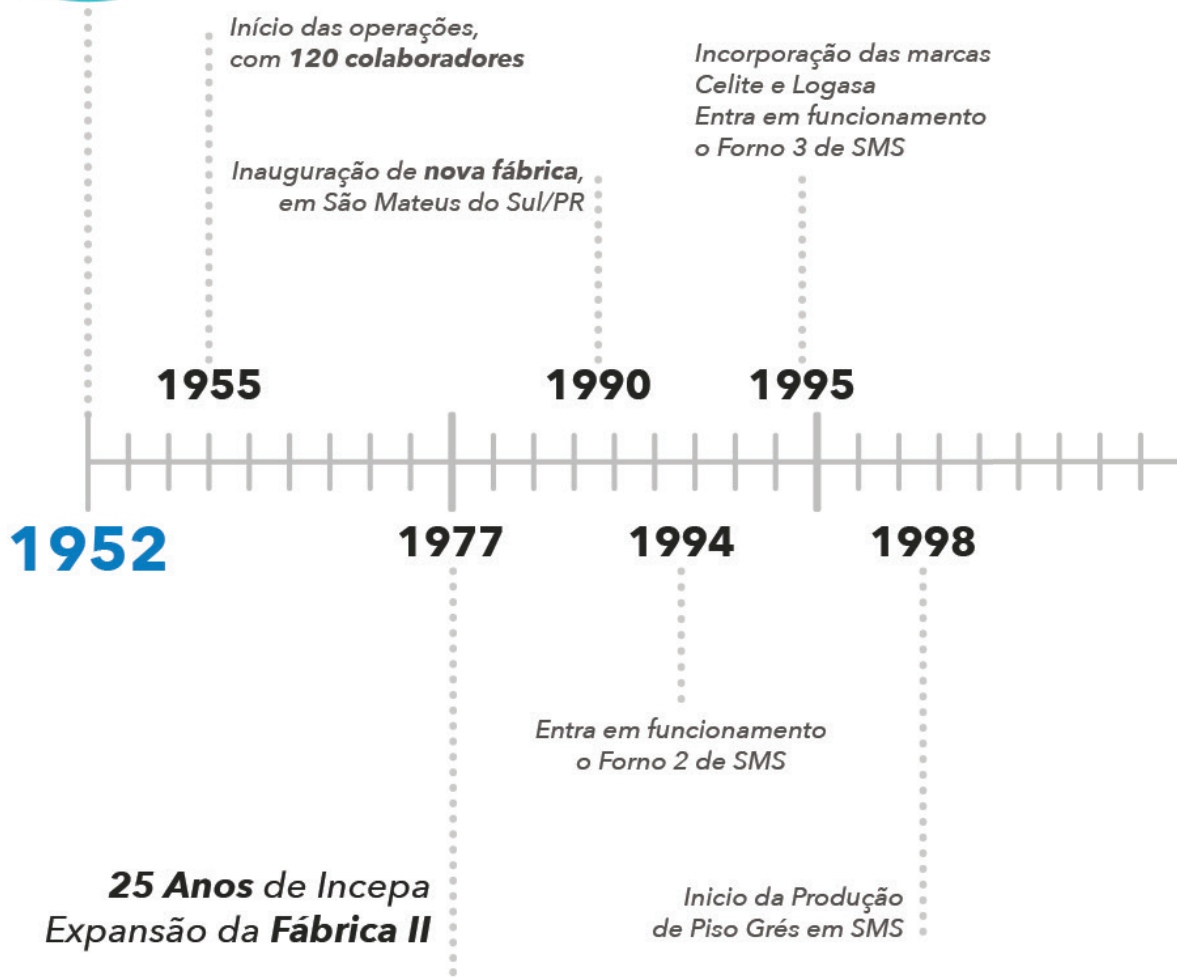 Início das operações,
com 120 colaboradores
Incorporação das marcas
Celite e Logasa
Entra em funcionamento
o Forno 3 de SMS
Inauguração de nova fábrica,
em São Mateus do Sul/PR
1955
1990
1995
1952
1977
1994
1998
Entra em funcionamento
o Forno 2 de SMS
25 Anos de Incepa
Expansão da Fábrica II
Inicio da Produção
de Piso Grés em SMS